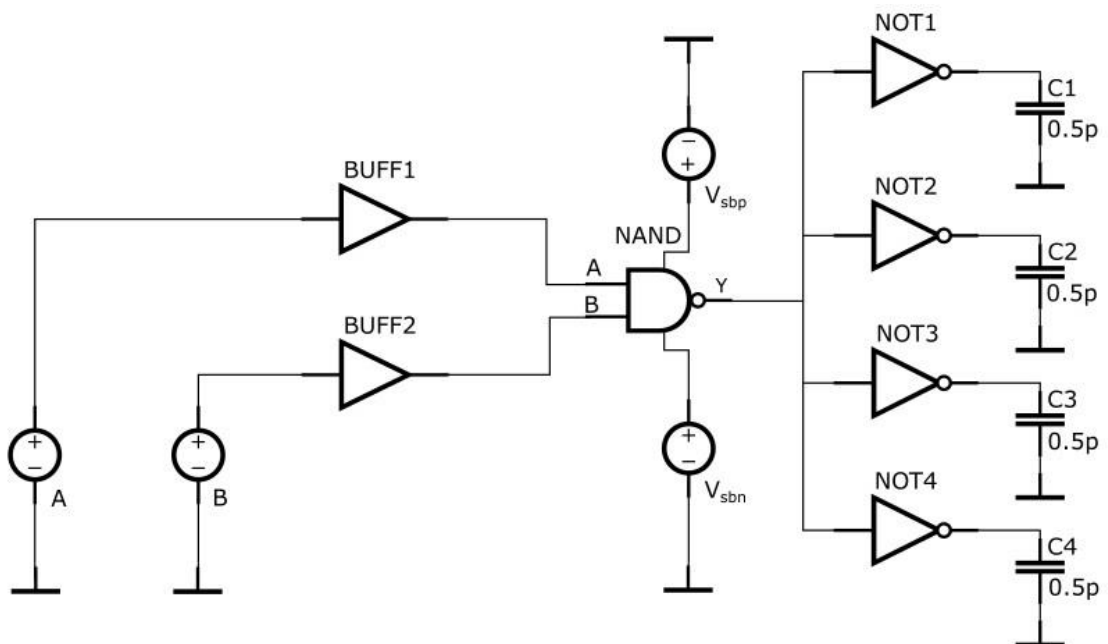 NOT1
C1
0.5p
−
+
V_sbp
BUFF1
NOT2
NAND
C2
0.5p
A
B
Y
BUFF2
NOT3
C3
0.5p
+
−
A
+
−
B
+
−
V_sbn
NOT4
C4
0.5p